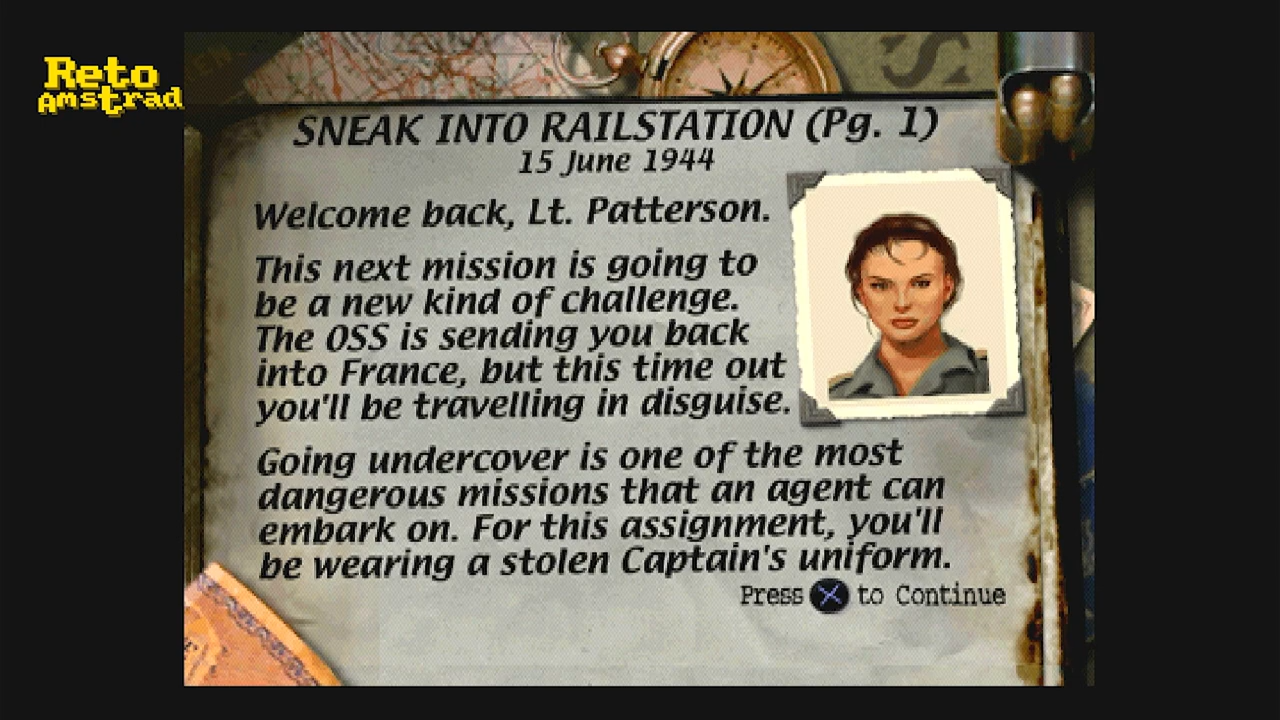 Reto
Amstrad
SNEAK INTO RAILSTATION (Pg. 1)
15 June 1944
Welcome back, Lt. Patterson.
This next mission is going to
be a new kind of challenge.
The OSS is sending you back
into France, but this time out
you'll be travelling in disguise.
Going undercover is one of the most
dangerous missions that an agent can
embark on. For this assignment, you'll
be wearing a stolen Captain's uniform.
Press X to Continue